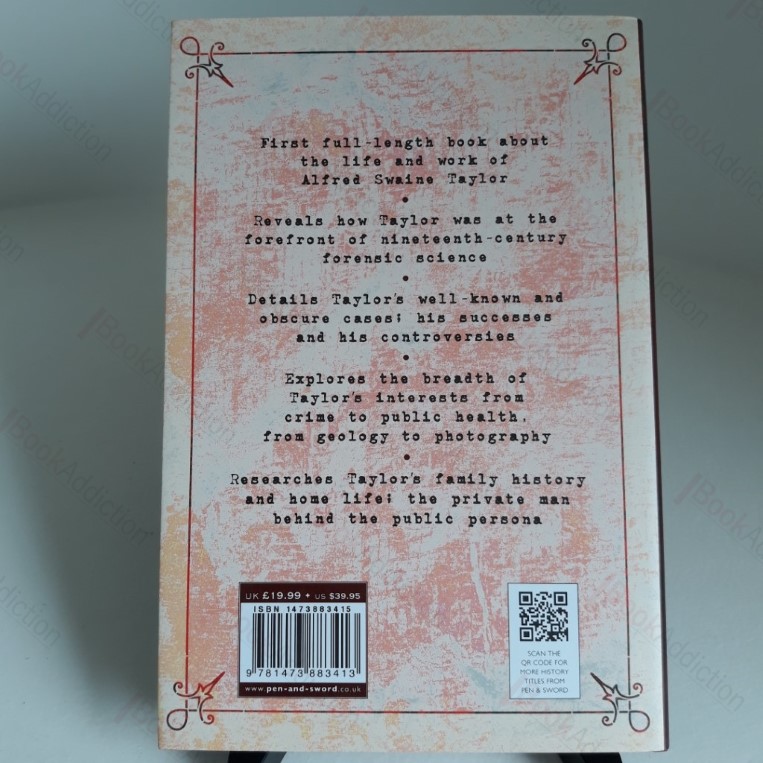 First full-length book about
the life and work of
Alfred Swaine Taylor
•
Reveals how Taylor was at the
forefront of nineteenth-century
forensic science
•
Details Taylor's well-known and
obscure cases; his successes
and his controversies
•
Explores the breadth of
Taylor's interests from
crime to public health,
from geology to photography
•
Researches Taylor's family history
and home life; the private man
behind the public persona
UK £19.99 • US $39.95
ISBN 1473883415
9 781473 883413
www.pen-and-sword.co.uk
SCAN THE
QR CODE FOR
MORE HISTORY
TITLES FROM
PEN & SWORD
BookAddiction